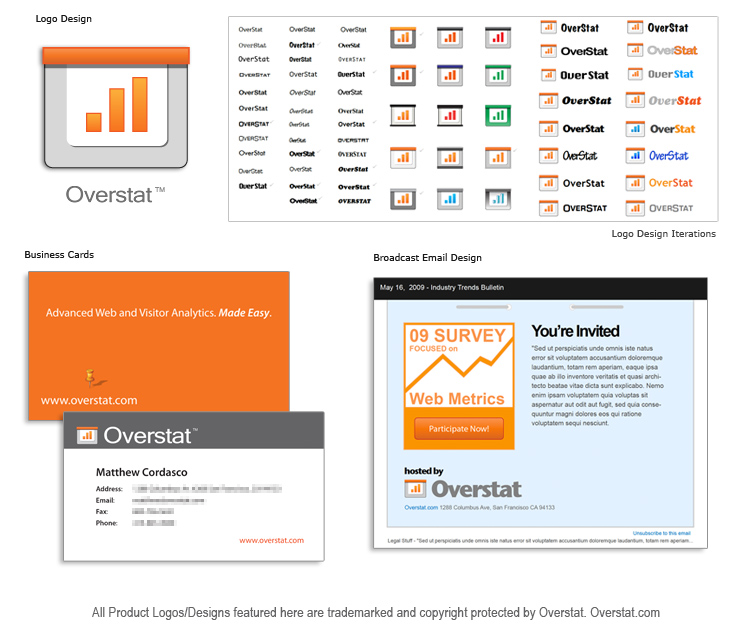 Logo Design
Overstat™
OverStat OverStat OverStat
OverStat OverStat OverStat
OverStat OverStat OverStat
OVERSTAT OverStat OverStat
OverStat OverStat OverStat
OverStat OverStat OverStat
OVERSTAT OverStat OverStat
OVERSTAT OverStat OVERSTAT
OverStat OverStat OVERSTAT
OverStat OverStat OverStat
OverStat OverStat OverStat
OverStat OVERSTAT
OverStat OverStat
OverStat OverStat
OverStat OverStat
OverStat OverStat
OverStat OverStat
OverStat OverStat
OverStat OverStat
OVERSTAT OVERSTAT
Logo Design Iterations
Business Cards
Advanced Web and Visitor Analytics. Made Easy.
www.overstat.com
Overstat™
Matthew Cordasco
Address:
Email:
Fax:
Phone:
www.overstat.com
Broadcast Email Design
May 16, 2009 - Industry Trends Bulletin
09 SURVEY
FOCUSED on
Web Metrics
Participate Now!
You're Invited
"Sed ut perspiciatis unde omnis iste natus
error sit voluptatem accusantium doloremque
laudantium, totam rem aperiam, eaque ipsa
quae ab illo inventore veritatis et quasi archi-
tecto beatae vitae dicta sunt explicabo. Nemo
enim ipsam voluptatem quia voluptas sit
aspernatur aut odit aut fugit, sed quia conse-
quuntur magni dolores eos qui ratione
voluptatem sequi nesciunt.
hosted by
Overstat
Overstat.com 1288 Columbus Ave, San Francisco CA 94133
Unsubscribe to this email
Legal Stuff - "Sed ut perspiciatis unde omnis iste natus error sit voluptatem accusantium doloremque laudantium, totam rem aperiam...
All Product Logos/Designs featured here are trademarked and copyright protected by Overstat. Overstat.com